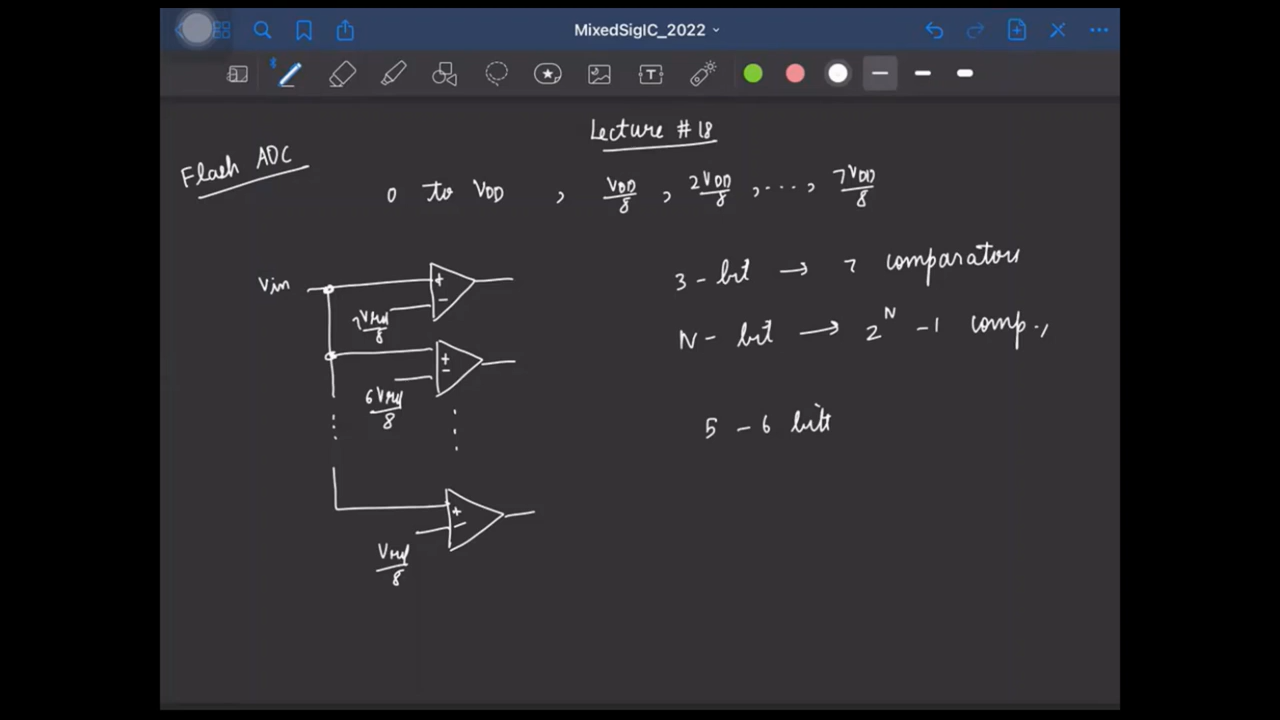 MixedSigIC_2022
Lecture #18
Flash ADC
0 to VDD , VDD/8 , 2VDD/8 , ..., 7VDD/8
Vin
+
-
7Vref/8
+
-
6Vref/8
+
-
Vref/8
3-bit → 7 comparators
N-bit → 2^N -1 comp.,
5-6 bits